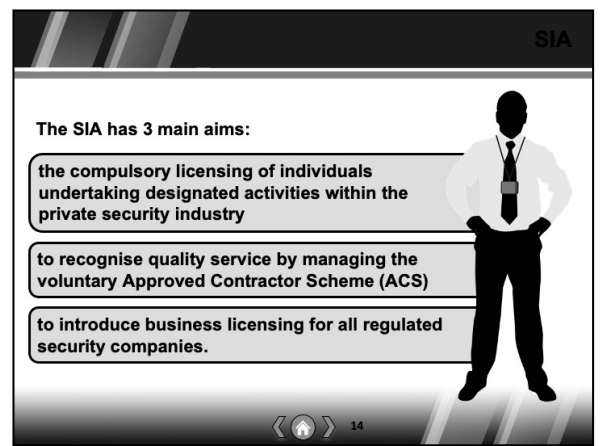 SIA
The SIA has 3 main aims:
the compulsory licensing of individuals
undertaking designated activities within the
private security industry
to recognise quality service by managing the
voluntary Approved Contractor Scheme (ACS)
to introduce business licensing for all regulated
security companies.
14